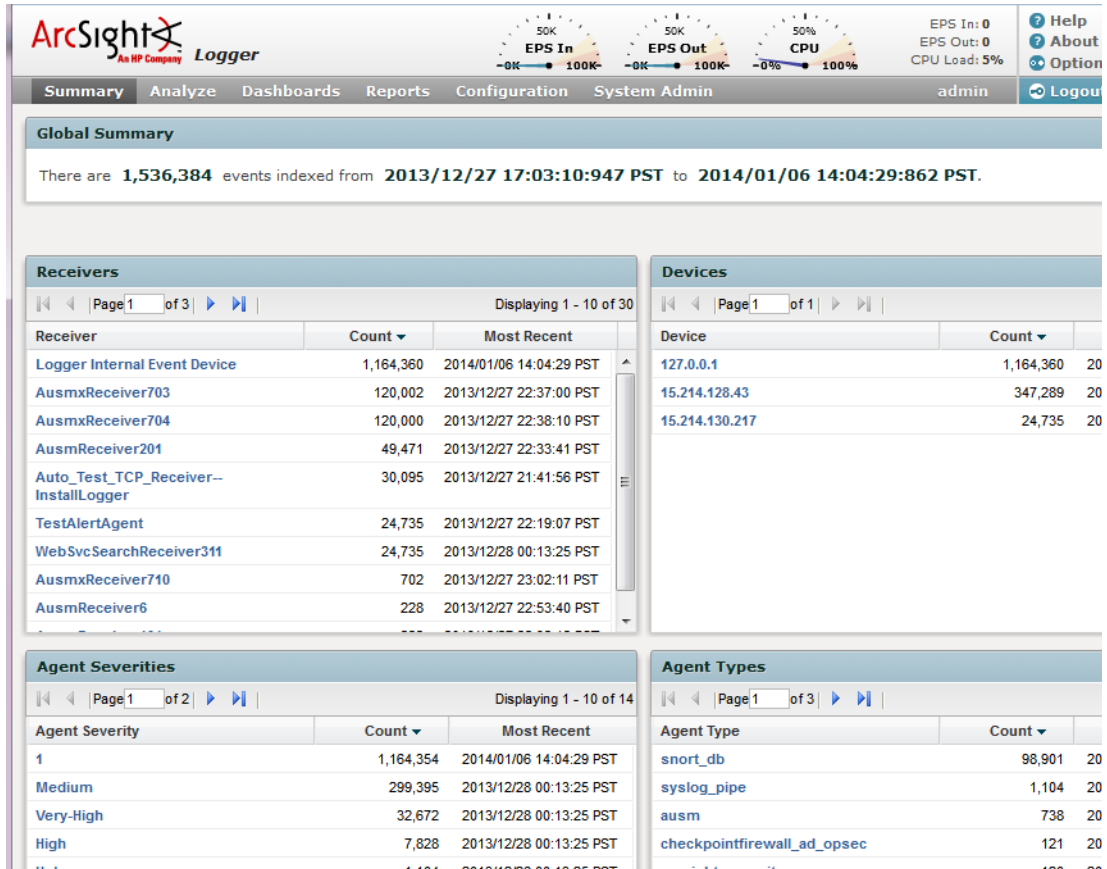 ArcSight
An HP Company
Logger
50K
EPS In
0K
100K
50K
EPS Out
0K
100K
50%
CPU
0%
100%
EPS In: 0
EPS Out: 0
CPU Load: 5%
Help
About
Option
Summary Analyze Dashboards Reports Configuration System Admin admin Logout
Global Summary
There are 1,536,384 events indexed from 2013/12/27 17:03:10:947 PST to 2014/01/06 14:04:29:862 PST.
Receivers
Page 1 of 3 Displaying 1 - 10 of 30
Receiver Count Most Recent
Logger Internal Event Device 1,164,360 2014/01/06 14:04:29 PST
AusmxReceiver703 120,002 2013/12/27 22:37:00 PST
AusmxReceiver704 120,000 2013/12/27 22:38:10 PST
AusmReceiver201 49,471 2013/12/27 22:33:41 PST
Auto_Test_TCP_Receiver-- 30,095 2013/12/27 21:41:56 PST
InstallLogger
TestAlertAgent 24,735 2013/12/27 22:19:07 PST
WebSvcSearchReceiver311 24,735 2013/12/28 00:13:25 PST
AusmxReceiver710 702 2013/12/27 23:02:11 PST
AusmReceiver6 228 2013/12/27 22:53:40 PST
Devices
Page 1 of 1
Device Count
127.0.0.1 1,164,360 20
15.214.128.43 347,289 20
15.214.130.217 24,735 20
Agent Severities
Page 1 of 2 Displaying 1 - 10 of 14
Agent Severity Count Most Recent
1 1,164,354 2014/01/06 14:04:29 PST
Medium 299,395 2013/12/28 00:13:25 PST
Very-High 32,672 2013/12/28 00:13:25 PST
High 7,828 2013/12/28 00:13:25 PST
Agent Types
Page 1 of 3
Agent Type Count
snort_db 98,901 20
syslog_pipe 1,104 20
ausm 738 20
checkpointfirewall_ad_opsec 121 20